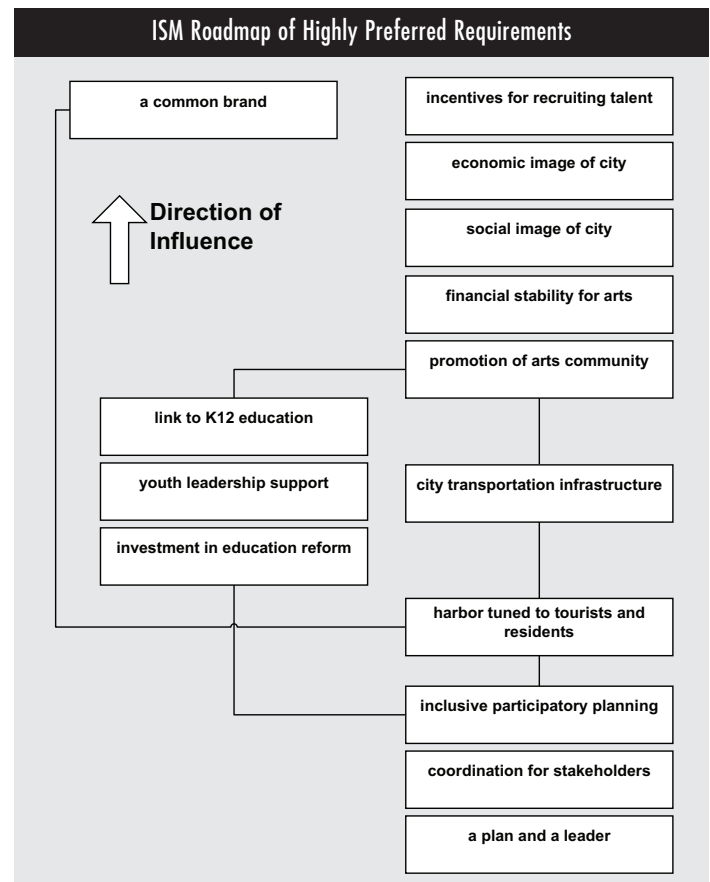 ISM Roadmap of Highly Preferred Requirements
a common brand
incentives for recruiting talent
economic image of city
Direction of
Influence
social image of city
financial stability for arts
promotion of arts community
link to K12 education
youth leadership support
city transportation infrastructure
investment in education reform
harbor tuned to tourists and
residents
inclusive participatory planning
coordination for stakeholders
a plan and a leader